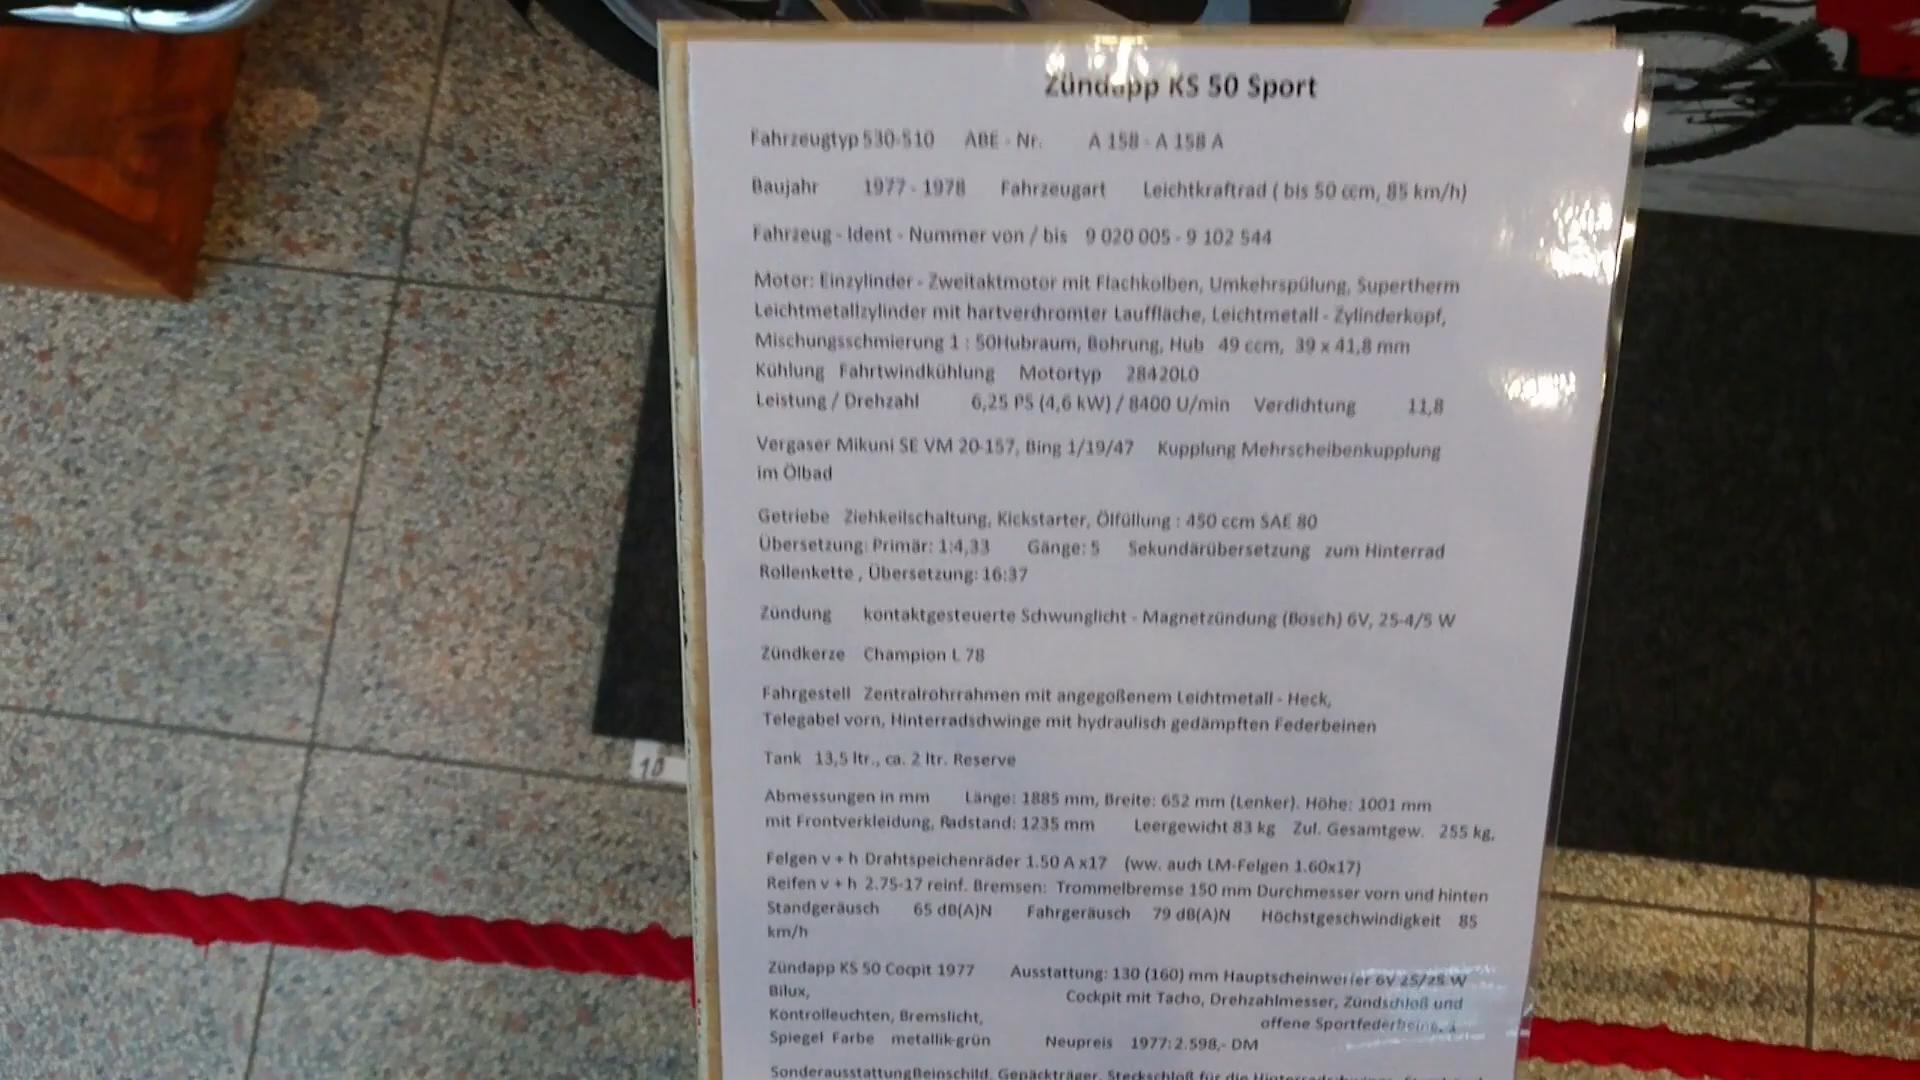 Zündapp KS 50 Sport
Fahrzeugtyp 530-510 ABE - Nr. A 158 - A 158 A
Baujahr 1977 - 1978 Fahrzeugart Leichtkraftrad ( bis 50 ccm, 85 km/h)
Fahrzeug - Ident - Nummer von / bis 9 020 005 - 9 102 544
Motor: Einzylinder - Zweitaktmotor mit Flachkolben, Umkehrspülung, Supertherm
Leichtmetallzylinder mit hartverchromter Lauffläche, Leichtmetall - Zylinderkopf,
Mischungsschmierung 1 : 50Hubraum, Bohrung, Hub 49 ccm, 39 x 41,8 mm
Kühlung Fahrtwindkühlung Motortyp 28420L0
Leistung / Drehzahl 6,25 PS (4,6 kW) / 8400 U/min Verdichtung 11,8
Vergaser Mikuni SE VM 20-157, Bing 1/19/47 Kupplung Mehrscheibenkupplung
im Ölbad
Getriebe Ziehkeilschaltung, Kickstarter, Ölfüllung : 450 ccm SAE 80
Übersetzung: Primär: 1:4,33 Gänge: 5 Sekundärübersetzung zum Hinterrad
Rollenkette , Übersetzung: 16:37
Zündung kontaktgesteuerte Schwunglicht - Magnetzündung (Bosch) 6V, 25-4/5 W
Zündkerze Champion L 78
Fahrgestell Zentralrohrrahmen mit angegoßenem Leichtmetall - Heck,
Telegabel vorn, Hinterradschwinge mit hydraulisch gedämpften Federbeinen
Tank 13,5 ltr., ca. 2 ltr. Reserve
Abmessungen in mm Länge: 1885 mm, Breite: 652 mm (Lenker). Höhe: 1001 mm
mit Frontverkleidung, Radstand: 1235 mm Leergewicht 83 kg Zul. Gesamtgew. 255 kg,
Felgen v + h Drahtspeichenräder 1.50 A x17 (ww. auch LM-Felgen 1.60x17)
Reifen v + h 2.75-17 reinf. Bremsen: Trommelbremse 150 mm Durchmesser vorn und hinten
Standgeräusch 65 dB(A)N Fahrgeräusch 79 dB(A)N Höchstgeschwindigkeit 85
km/h
Zündapp KS 50 Cocpit 1977 Ausstattung: 130 (160) mm Hauptscheinwerfer 6V 25/25 W
Bilux, Cockpit mit Tacho, Drehzahlmesser, Zündschloß und
Kontrolleuchten, Bremslicht, offene Sportfederbeine,
Spiegel Farbe metallik-grün Neupreis 1977: 2.598,- DM
Sonderausstattung Beinschild, Gepäckträger, Steckschloß für die
10